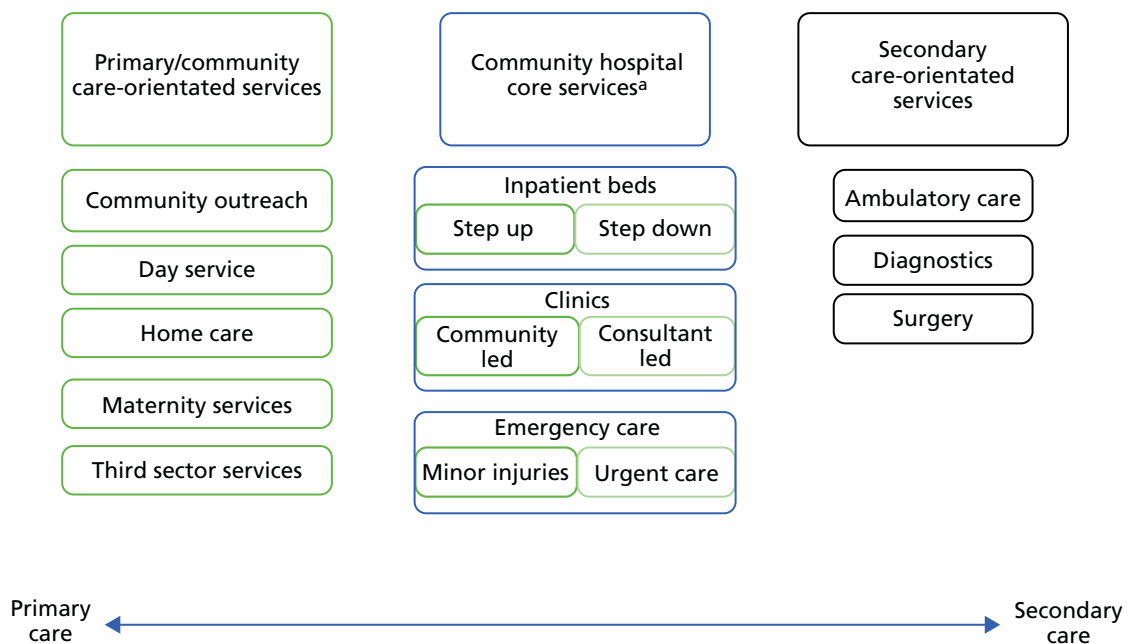 Primary/community
care-orientated services
Community hospital
core servicesa
Secondary
care-orientated
services
Community outreach
Day service
Home care
Maternity services
Third sector services
Inpatient beds
Step up
Step down
Clinics
Community
led
Consultant
led
Emergency care
Minor injuries
Urgent care
Ambulatory care
Diagnostics
Surgery
Primary
care
Secondary
care